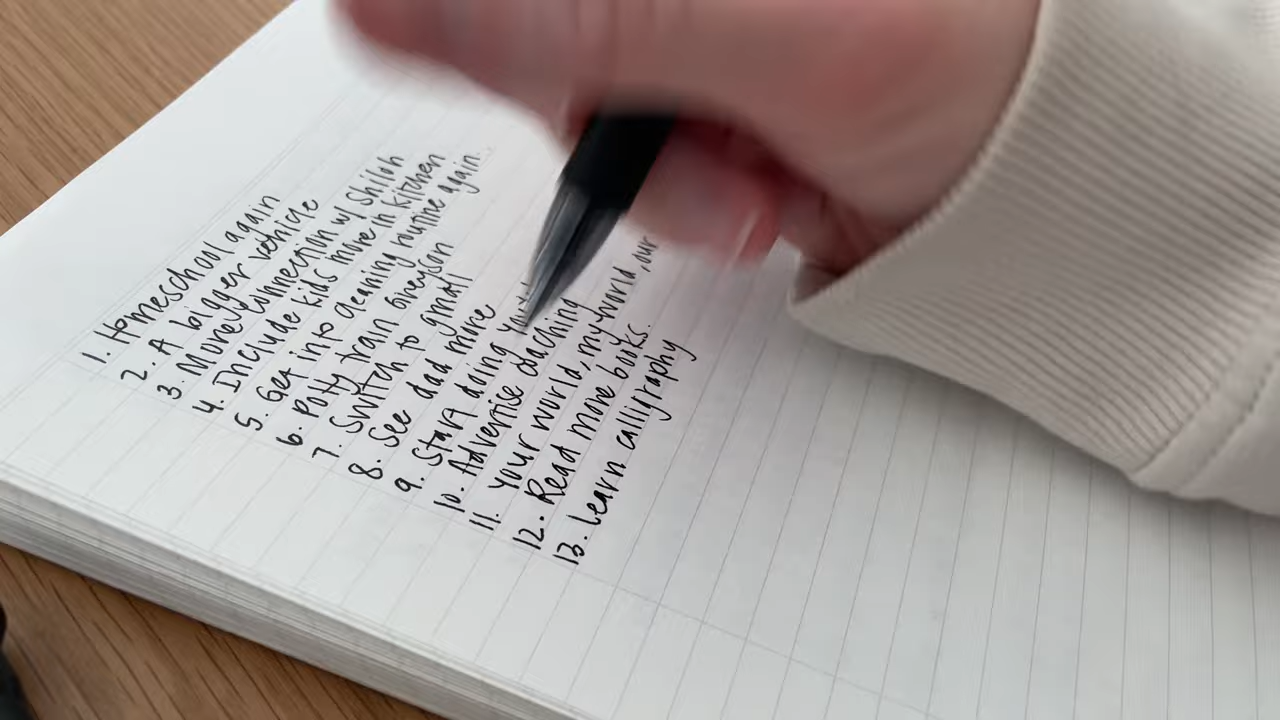 1. Homeschool again
2. A bigger vehicle
3. More connection w/ Shiloh
4. Include kids more in kitchen
5. Get into cleaning routine again.
6. Potty train Greyson
7. Switch to gmail
8. See dad more
9. Start doing
10. Advertise coaching
11. Your world, my world, our
12. Read more books.
13. Learn calligraphy